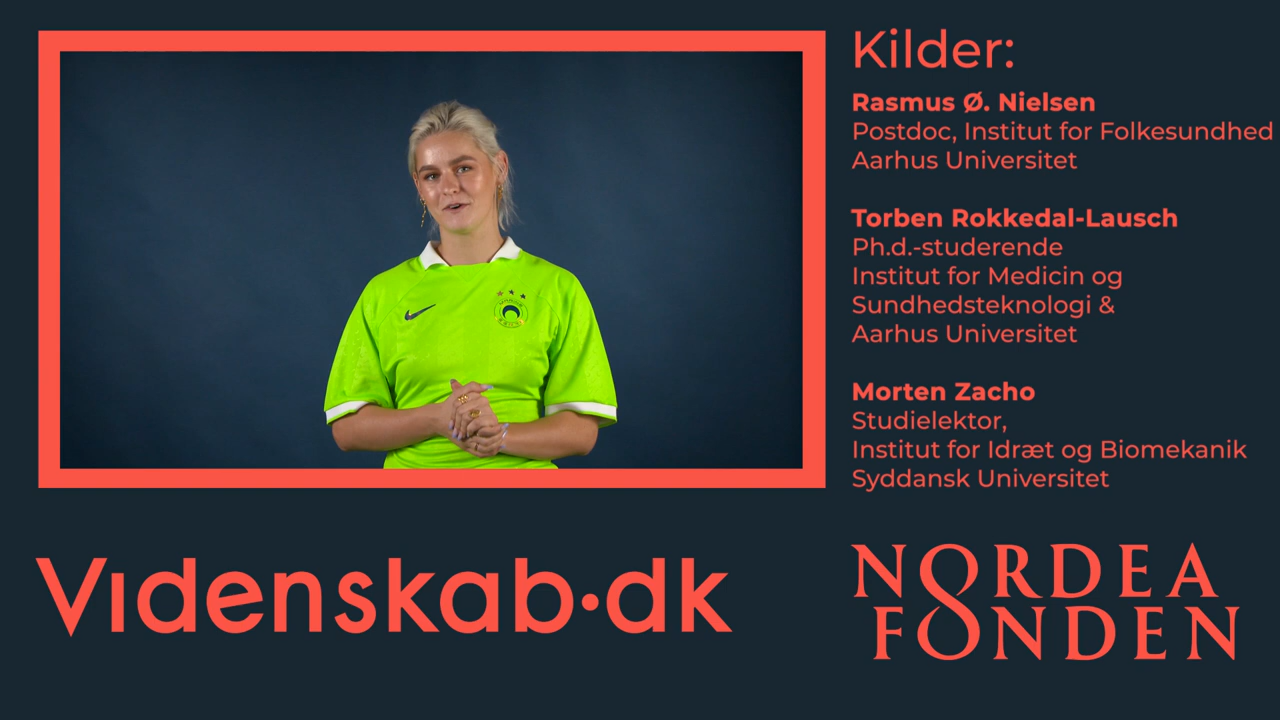 Kilder:
Rasmus Ø. Nielsen
Postdoc, Institut for Folkesundhed
Aarhus Universitet
Torben Rokkedal-Lausch
Ph.d.-studerende
Institut for Medicin og
Sundhedsteknologi &
Aarhus Universitet
Morten Zacho
Studielektor,
Institut for Idræt og Biomekanik
Syddansk Universitet
Videnskab·dk
NORDEA
FONDEN